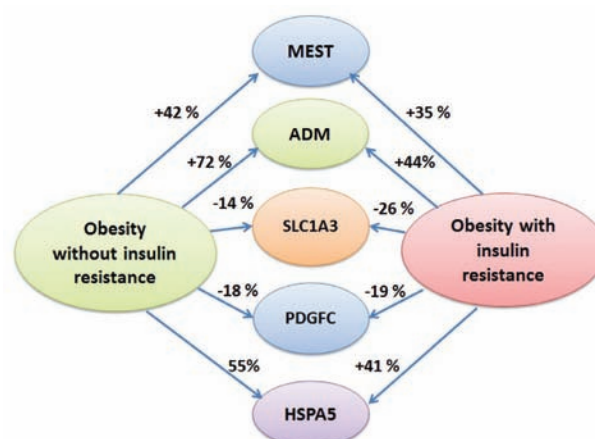 MEST
+42 %
+35 %
ADM
+72 %
+44%
-14 %
SLC1A3
-26 %
Obesity
without insulin
resistance
Obesity with
insulin
resistance
-18 %
PDGFC
-19 %
55%
+41 %
HSPA5